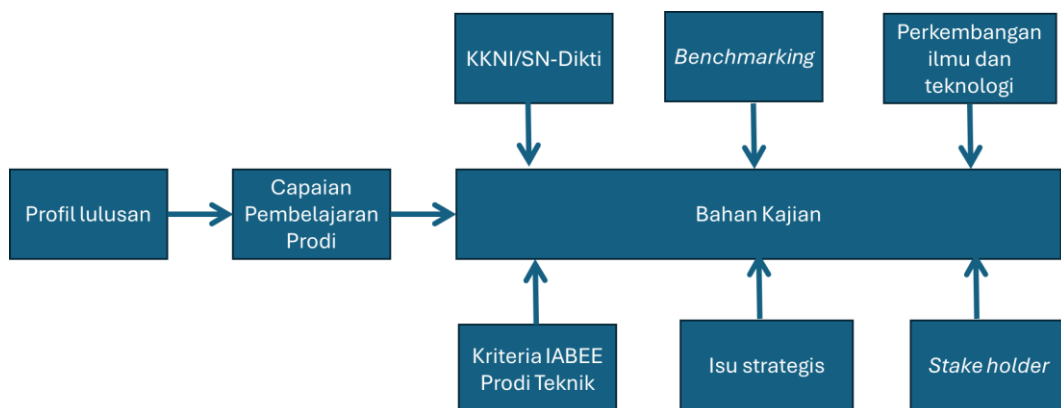 KKNI/SN-Dikti
Benchmarking
Perkembangan
ilmu dan
teknologi
Profil lulusan
Capaian
Pembelajaran
Prodi
Bahan Kajian
Kriteria IABEE
Prodi Teknik
Isu strategis
Stake holder